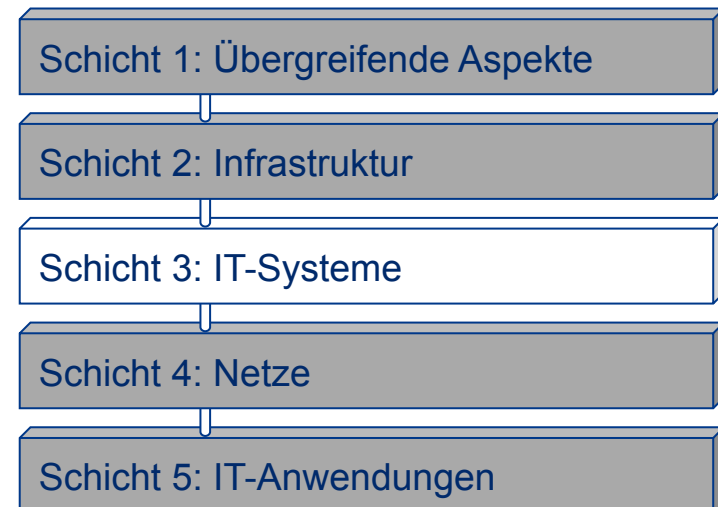 Schicht 1: Übergreifende Aspekte
Schicht 2: Infrastruktur
Schicht 3: IT-Systeme
Schicht 4: Netze
Schicht 5: IT-Anwendungen